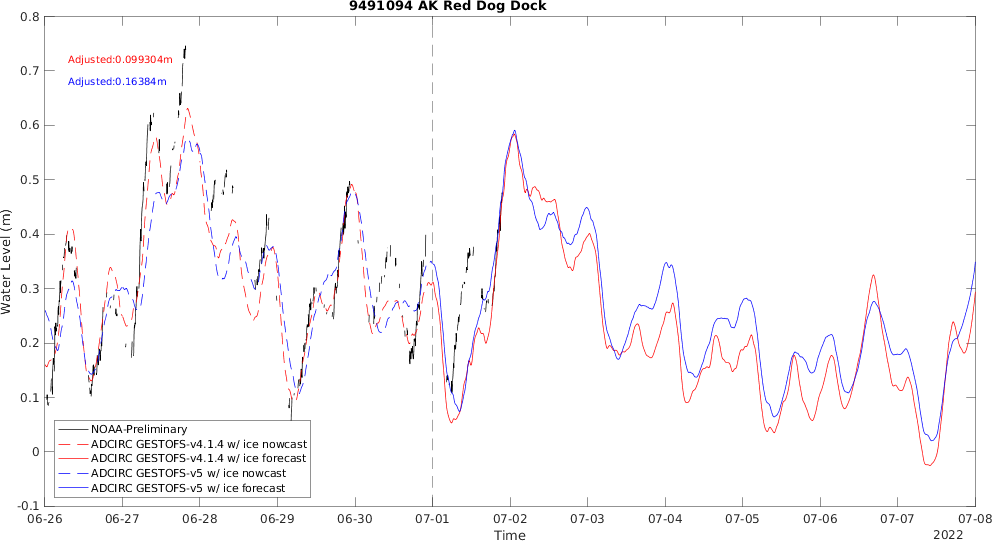 9491094 AK Red Dog Dock
Adjusted:0.099304m
Adjusted:0.16384m
Water Level (m)
0.8
0.7
0.6
0.5
0.4
0.3
0.2
0.1
0
-0.1
NOAA-Preliminary
ADCIRC GESTOFS-v4.1.4 w/ ice nowcast
ADCIRC GESTOFS-v4.1.4 w/ ice forecast
ADCIRC GESTOFS-v5 w/ ice nowcast
ADCIRC GESTOFS-v5 w/ ice forecast
06-26 06-27 06-28 06-29 06-30 07-01 07-02 07-03 07-04 07-05 07-06 07-07 07-08
Time
2022